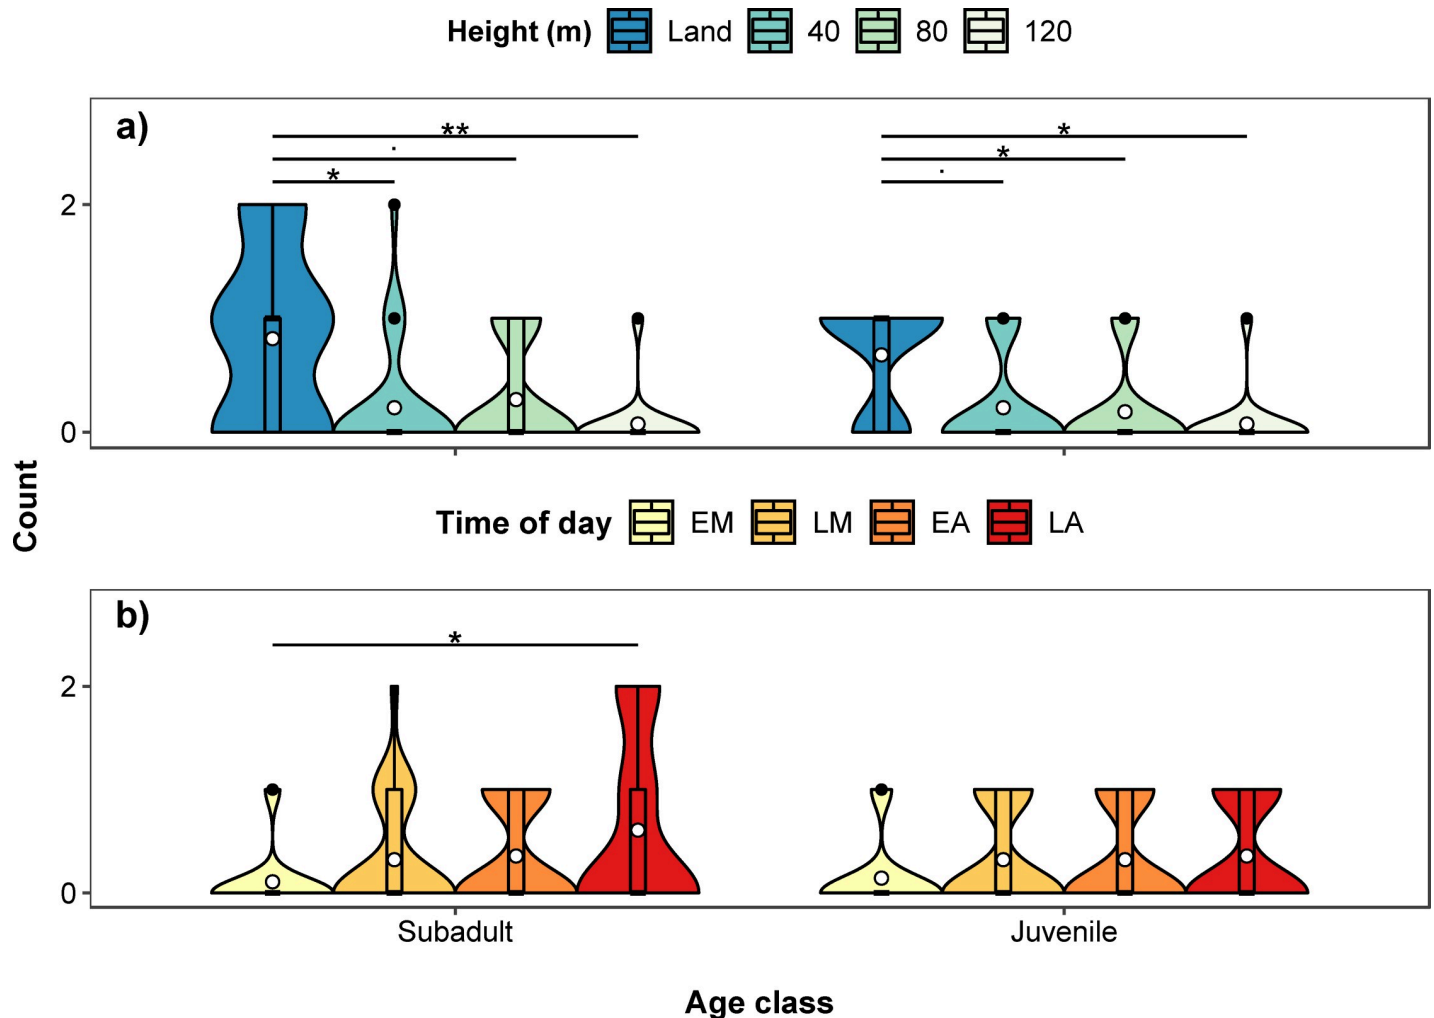 Height (m) Land 40 80 120
a)
**
.
*
*
*
.
2
0
Count
Time of day EM LM EA LA
b)
*
2
0
Subadult Juvenile
Age class